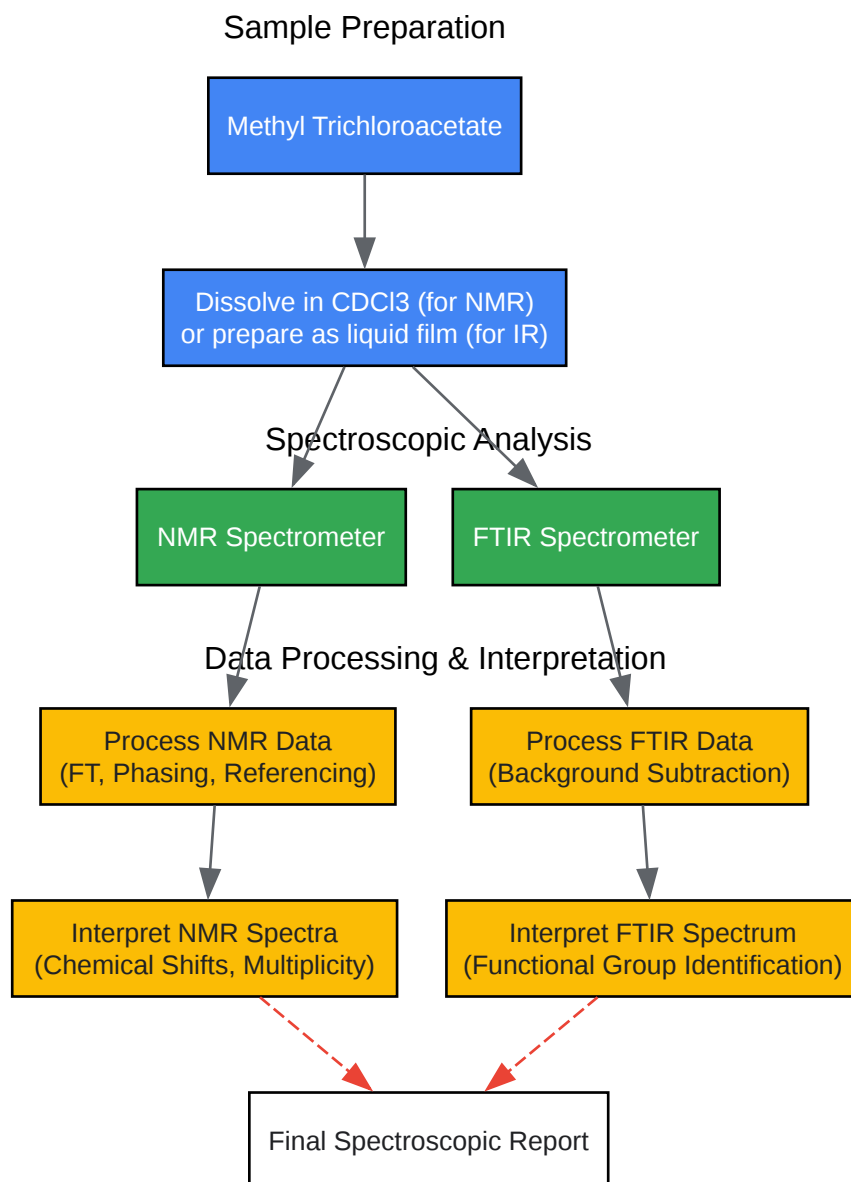 Sample Preparation
Methyl Trichloroacetate
Dissolve in CDCl3 (for NMR)
or prepare as liquid film (for IR)
Spectroscopic Analysis
NMR Spectrometer
FTIR Spectrometer
Data Processing & Interpretation
Process NMR Data
(FT, Phasing, Referencing)
Process FTIR Data
(Background Subtraction)
Interpret NMR Spectra
(Chemical Shifts, Multiplicity)
Interpret FTIR Spectrum
(Functional Group Identification)
Final Spectroscopic Report